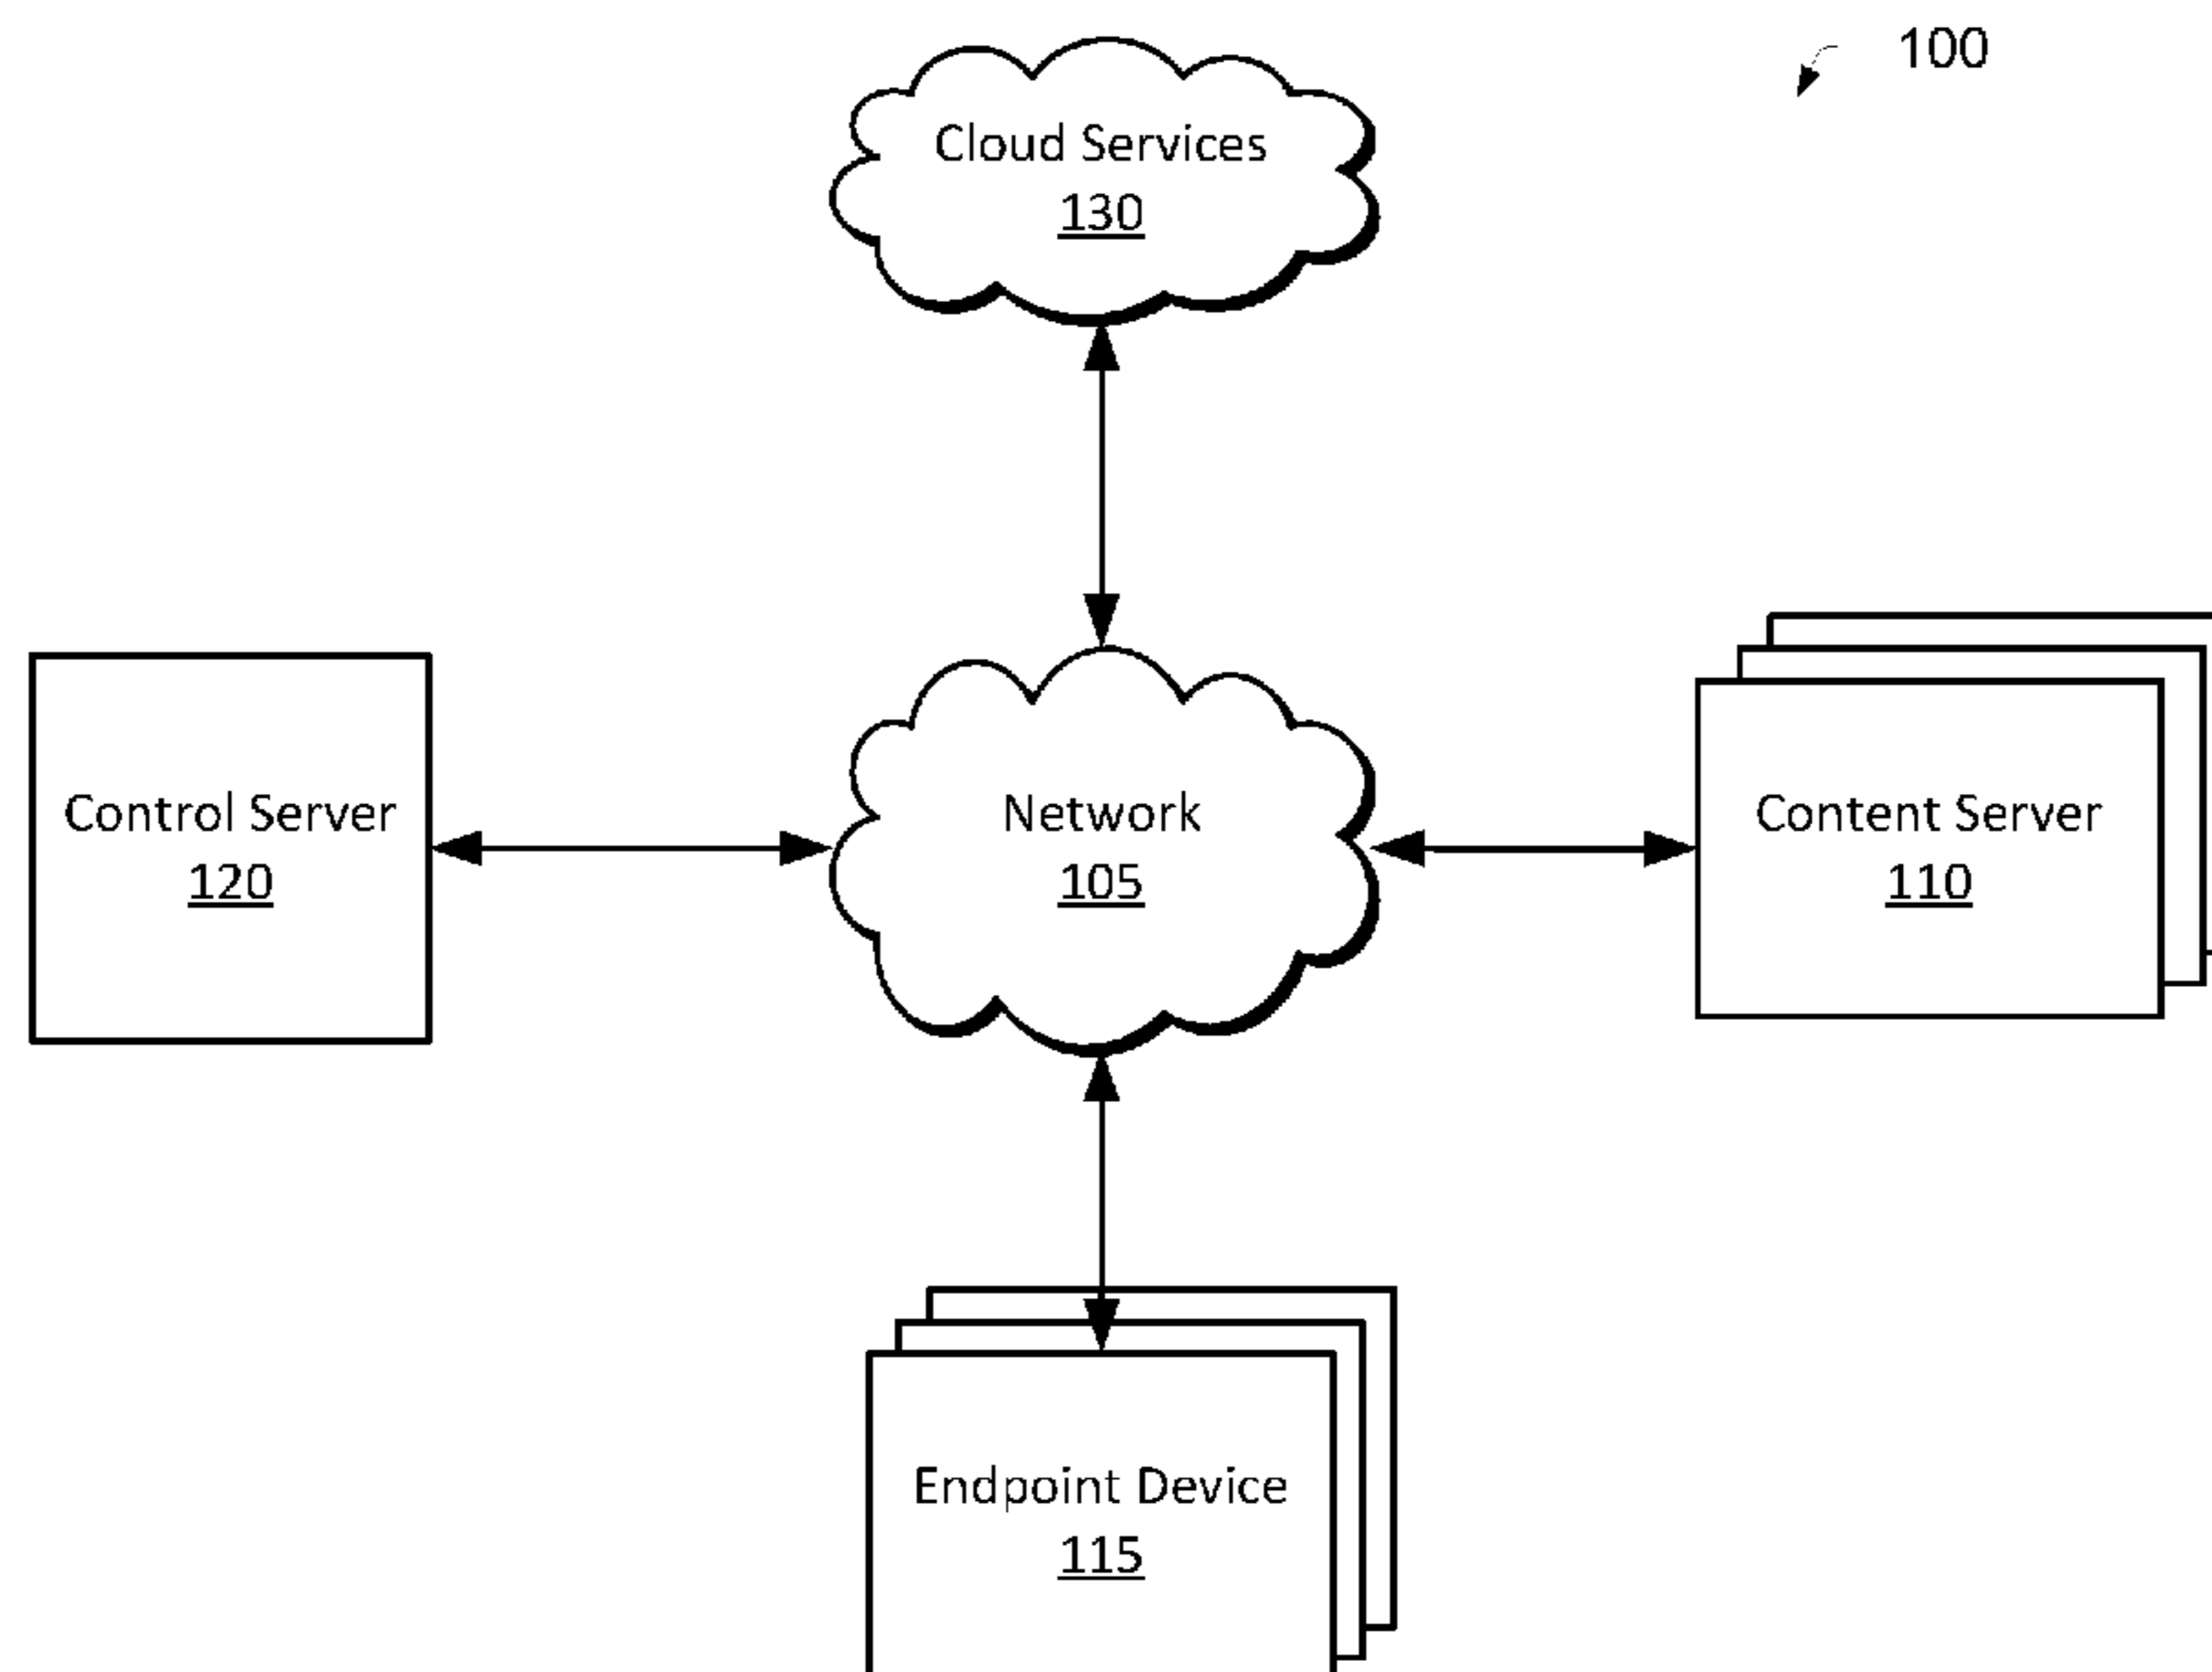 100
Cloud Services
130
Control Server
120
Network
105
Content Server
110
Endpoint Device
115